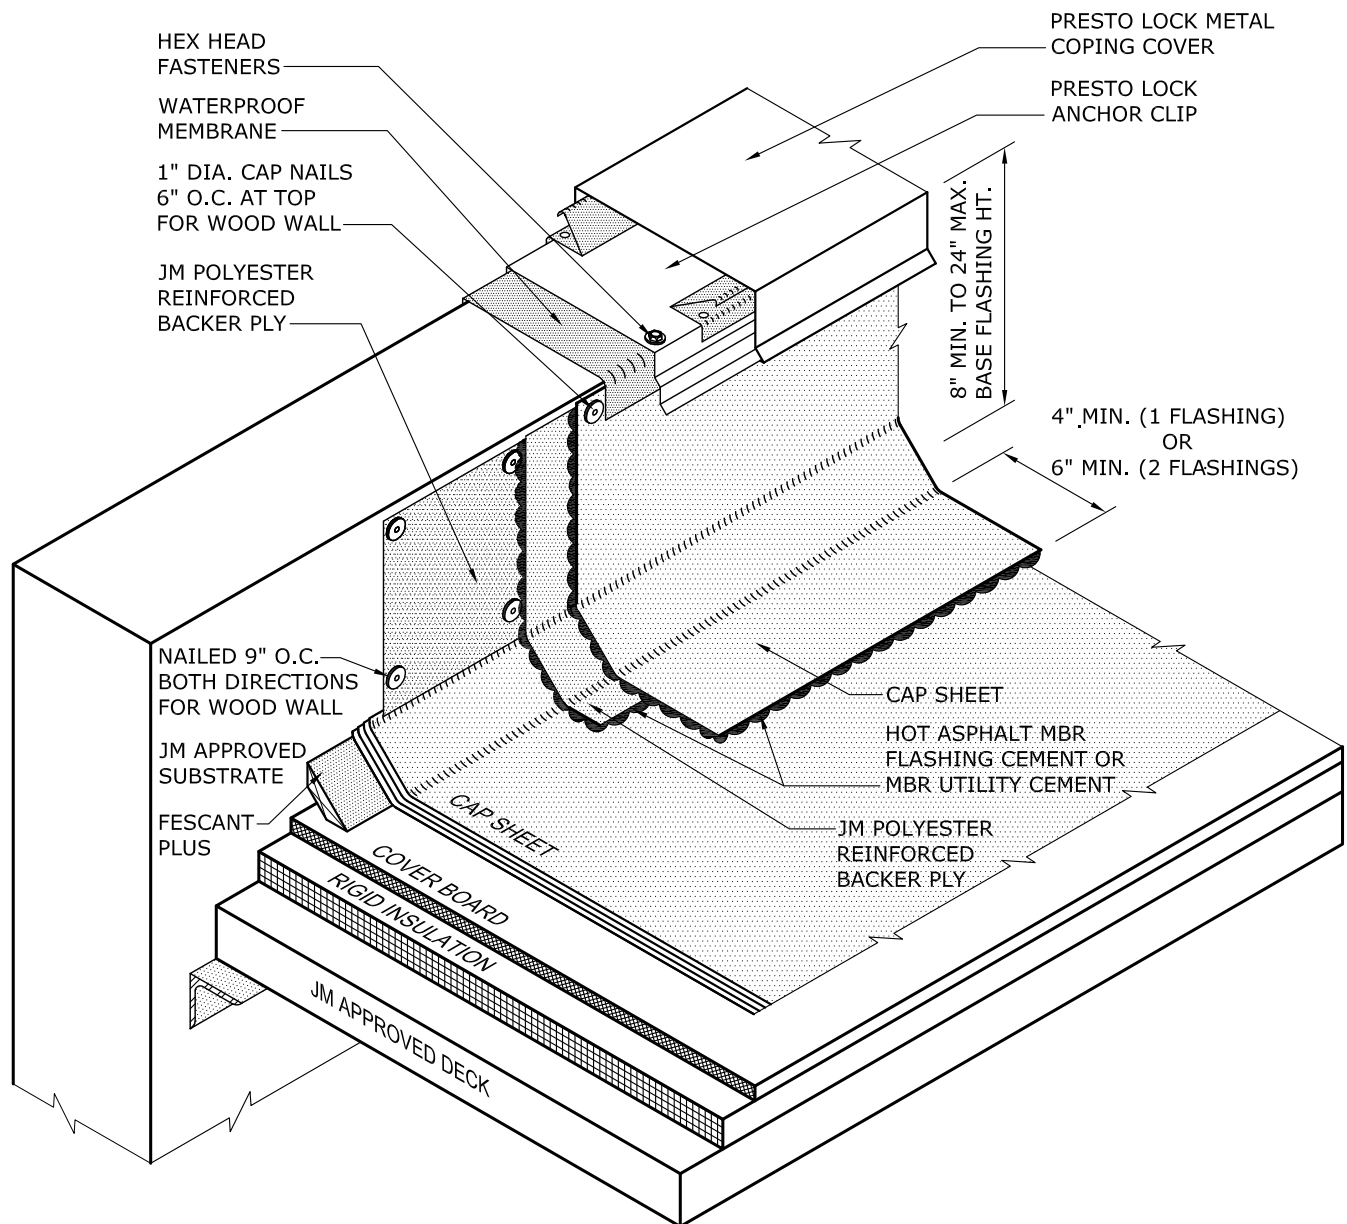 HEX HEAD
FASTENERS
WATERPROOF
MEMBRANE
1" DIA. CAP NAILS
6" O.C. AT TOP
FOR WOOD WALL
JM POLYESTER
REINFORCED
BACKER PLY
PRESTO LOCK METAL
COPING COVER
PRESTO LOCK
ANCHOR CLIP
8" MIN. TO 24" MAX.
BASE FLASHING HT.
4" MIN. (1 FLASHING)
OR
6" MIN. (2 FLASHINGS)
NAILED 9" O.C.
BOTH DIRECTIONS
FOR WOOD WALL
JM APPROVED
SUBSTRATE
FESCANT
PLUS
CAP SHEET
HOT ASPHALT MBR
FLASHING CEMENT OR
MBR UTILITY CEMENT
JM POLYESTER
REINFORCED
BACKER PLY
CAP SHEET
COVER BOARD
RIGID INSULATION
JM APPROVED DECK